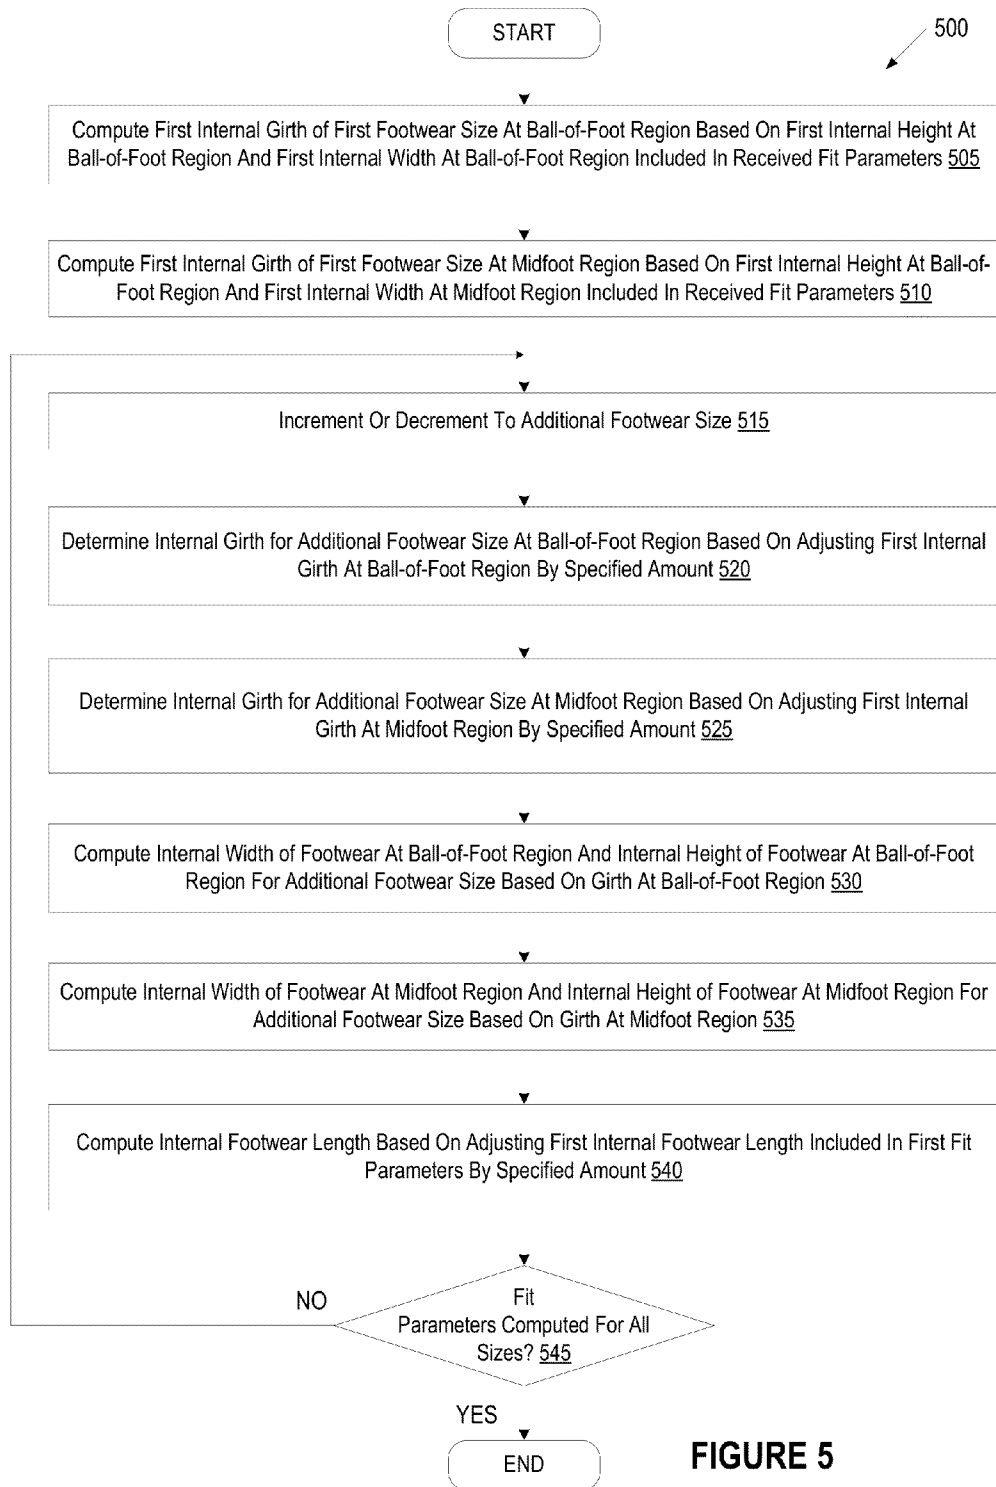 START
500
Compute First Internal Girth of First Footwear Size At Ball-of-Foot Region Based On First Internal Height At
Ball-of-Foot Region And First Internal Width At Ball-of-Foot Region Included In Received Fit Parameters 505
Compute First Internal Girth of First Footwear Size At Midfoot Region Based On First Internal Height At Ball-of-
Foot Region And First Internal Width At Midfoot Region Included In Received Fit Parameters 510
Increment Or Decrement To Additional Footwear Size 515
Determine Internal Girth for Additional Footwear Size At Ball-of-Foot Region Based On Adjusting First Internal
Girth At Ball-of-Foot Region By Specified Amount 520
Determine Internal Girth for Additional Footwear Size At Midfoot Region Based On Adjusting First Internal
Girth At Midfoot Region By Specified Amount 525
Compute Internal Width of Footwear At Ball-of-Foot Region And Internal Height of Footwear At Ball-of-Foot
Region For Additional Footwear Size Based On Girth At Ball-of-Foot Region 530
Compute Internal Width of Footwear At Midfoot Region And Internal Height of Footwear At Midfoot Region For
Additional Footwear Size Based On Girth At Midfoot Region 535
Compute Internal Footwear Length Based On Adjusting First Internal Footwear Length Included In First Fit
Parameters By Specified Amount 540
NO
Fit
Parameters Computed For All
Sizes? 545
YES
END
FIGURE 5